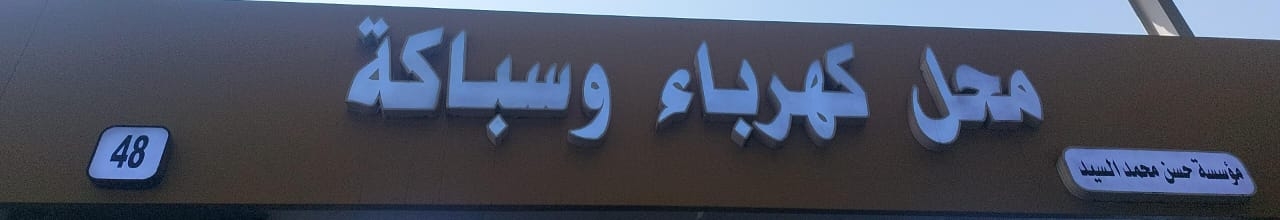 محل كهرباء وسباكة
مؤسسة حسن محمد السيد
48